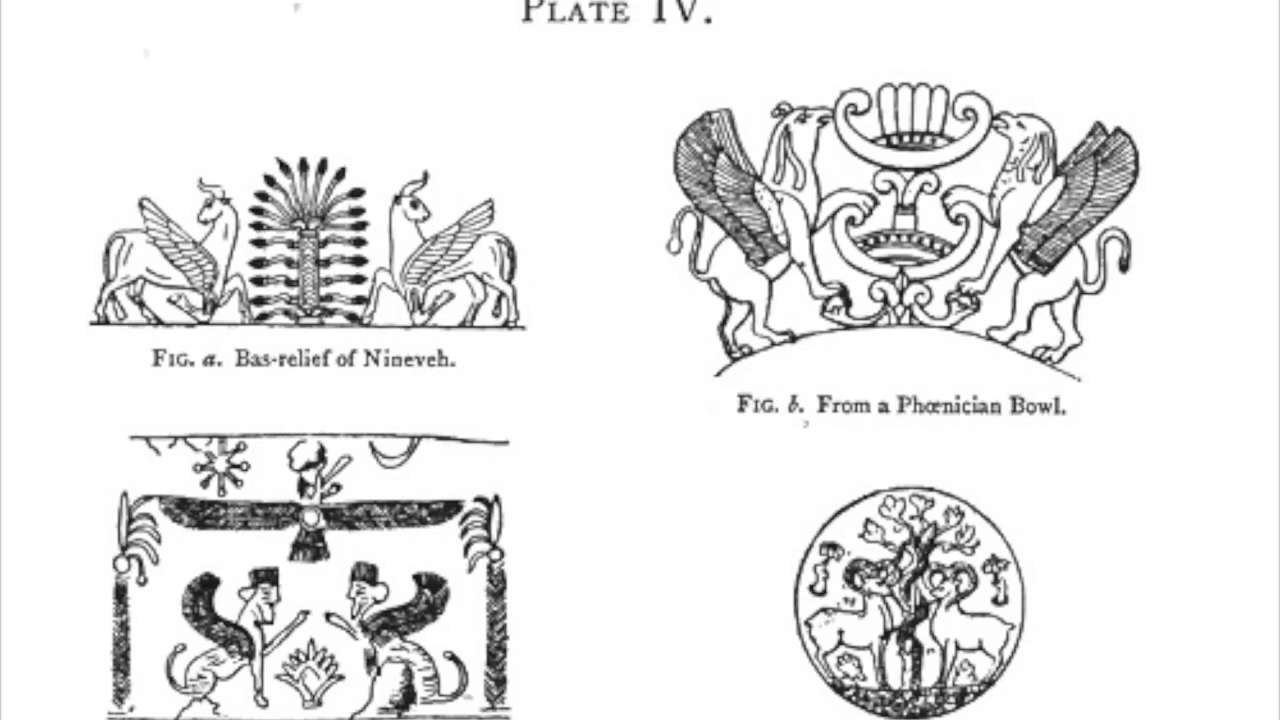 PLATE IV.
FIG. a. Bas-relief of Nineveh.
FIG. b. From a Phœnician Bowl.